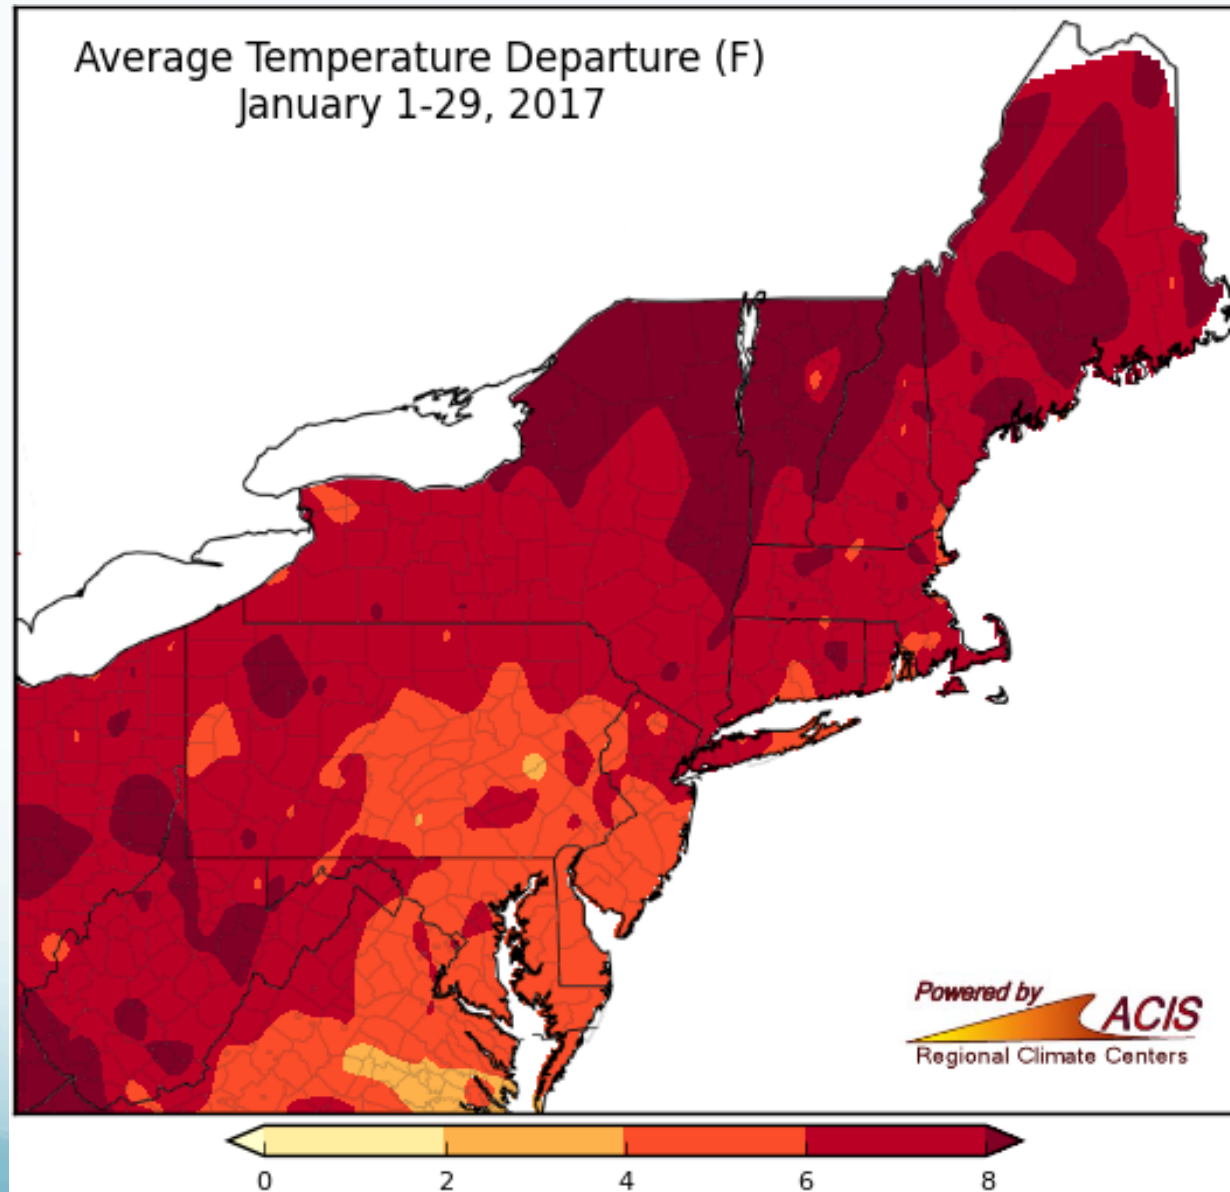 Average Temperature Departure (F)
January 1-29, 2017
Powered by
ACIS
Regional Climate Centers
0 2 4 6 8